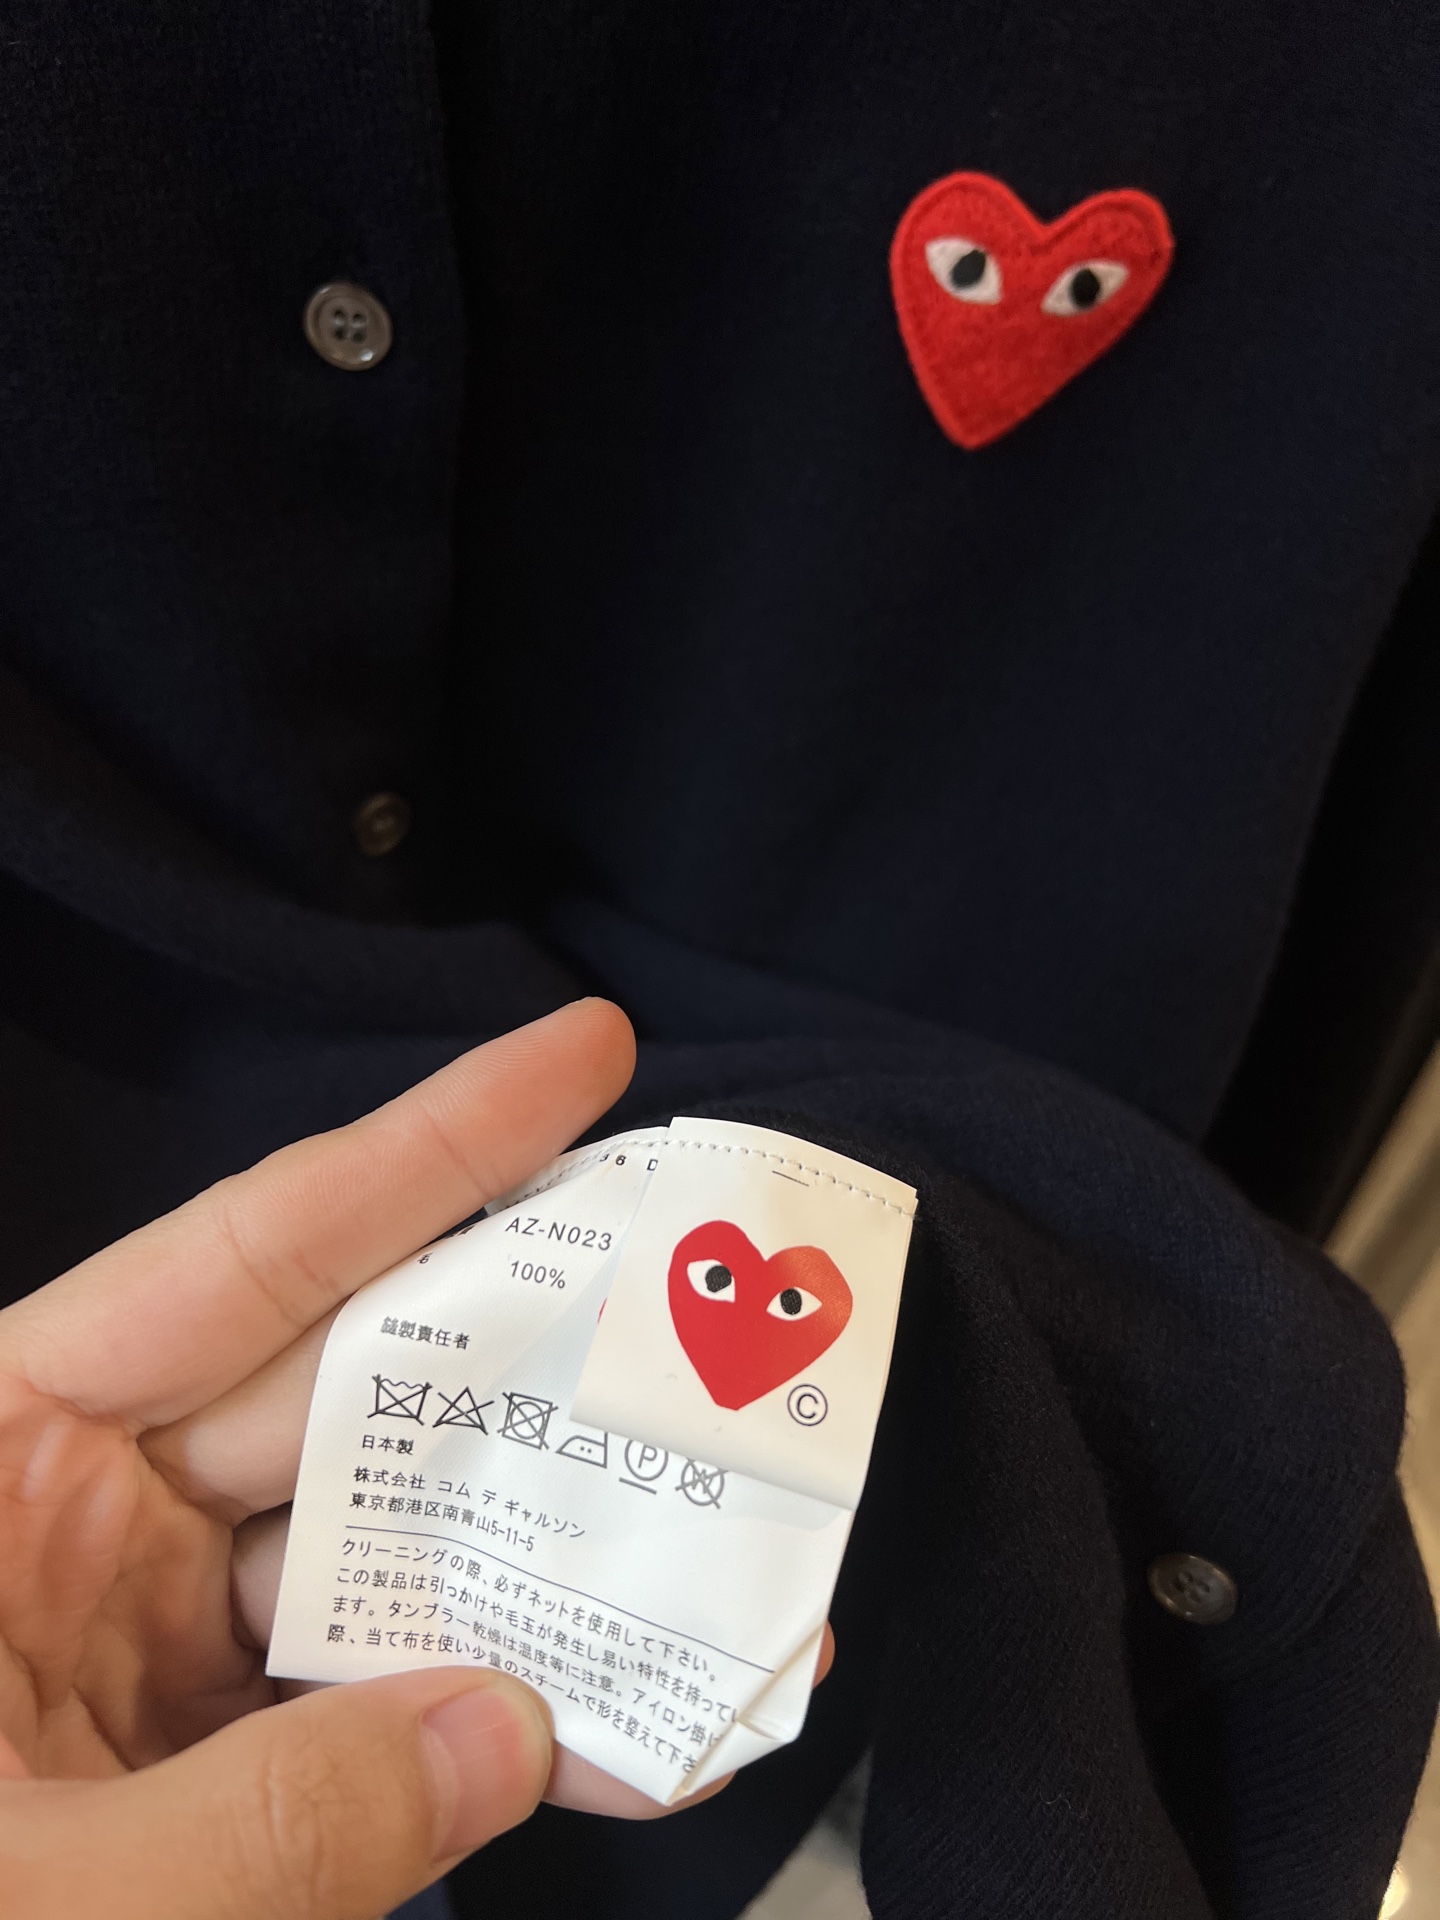 AZ-N023
毛 100%
縫製責任者
P
W
日本製
株式会社 コム デ ギャルソン
東京都港区南青山5-11-5
クリーニングの際、必ずネットを使用して下さい。
この製品は引っかけや毛玉が発生し易い特性を持ってい
ます。タンブラー乾燥は温度等に注意。アイロン掛け
際、当て布を使い少量のスチームで形を整えて下さ
©